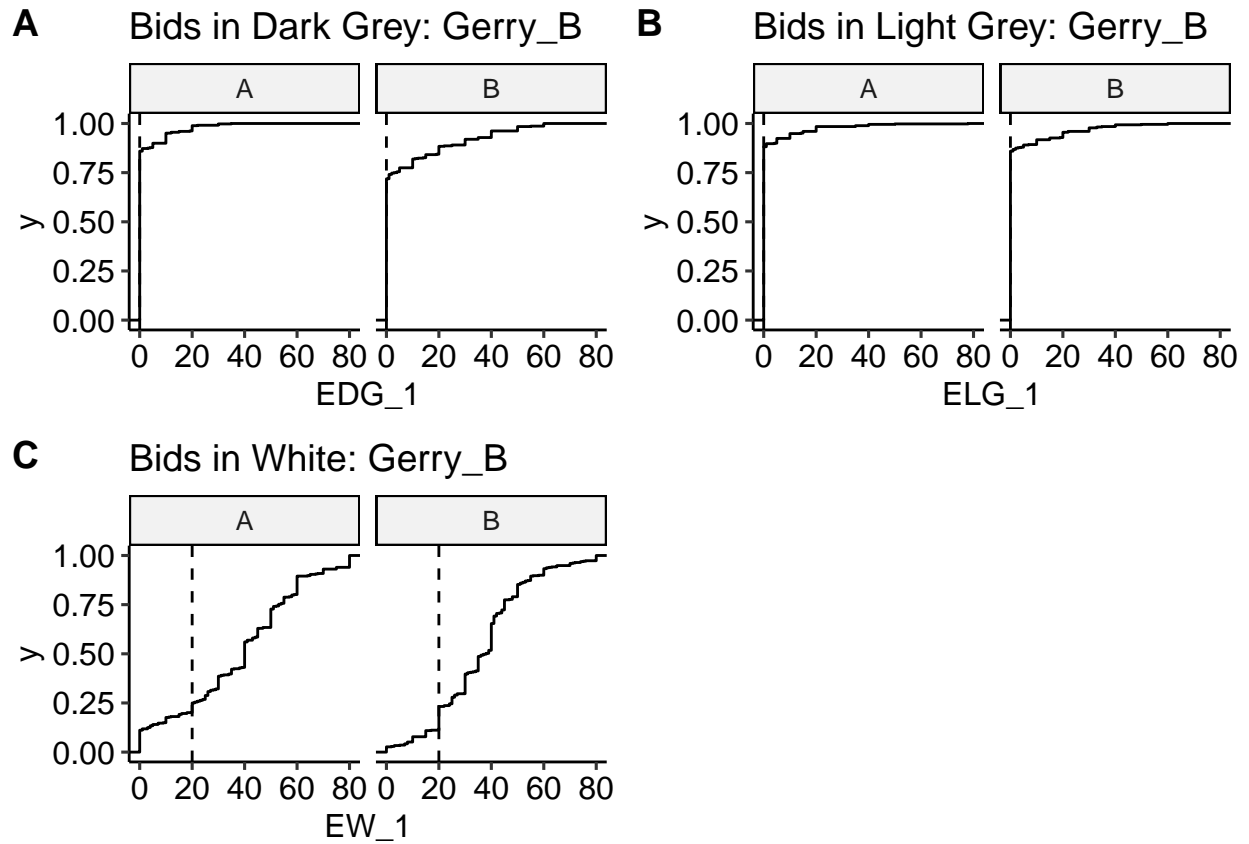 A Bids in Dark Grey: Gerry_B
A B
1.00
0.75
0.50
0.25
0.00
y
0 20 40 60 80 0 20 40 60 80
EDG_1
B Bids in Light Grey: Gerry_B
A B
1.00
0.75
0.50
0.25
0.00
y
0 20 40 60 80 0 20 40 60 80
ELG_1
C Bids in White: Gerry_B
A B
1.00
0.75
0.50
0.25
0.00
y
0 20 40 60 80 0 20 40 60 80
EW_1